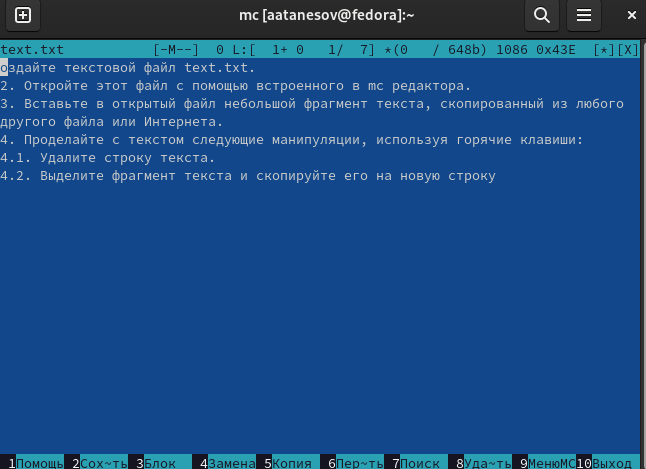 mc [aatanesov@fedora]:~
text.txt [-M--] 0 L:[ 1+ 0 1/ 7] *(0 / 648b) 1086 0x43E [*][X]
оздайте текстовой файл text.txt.
2. Откройте этот файл с помощью встроенного в mc редактора.
3. Вставьте в открытый файл небольшой фрагмент текста, скопированный из любого
другого файла или Интернета.
4. Проделайте с текстом следующие манипуляции, используя горячие клавиши:
4.1. Удалите строку текста.
4.2. Выделите фрагмент текста и скопируйте его на новую строку
1Помощь 2Сох~ть 3Блок 4Замена 5Копия 6Пер~ть 7Поиск 8Уда~ть 9МенюMC 10Выход